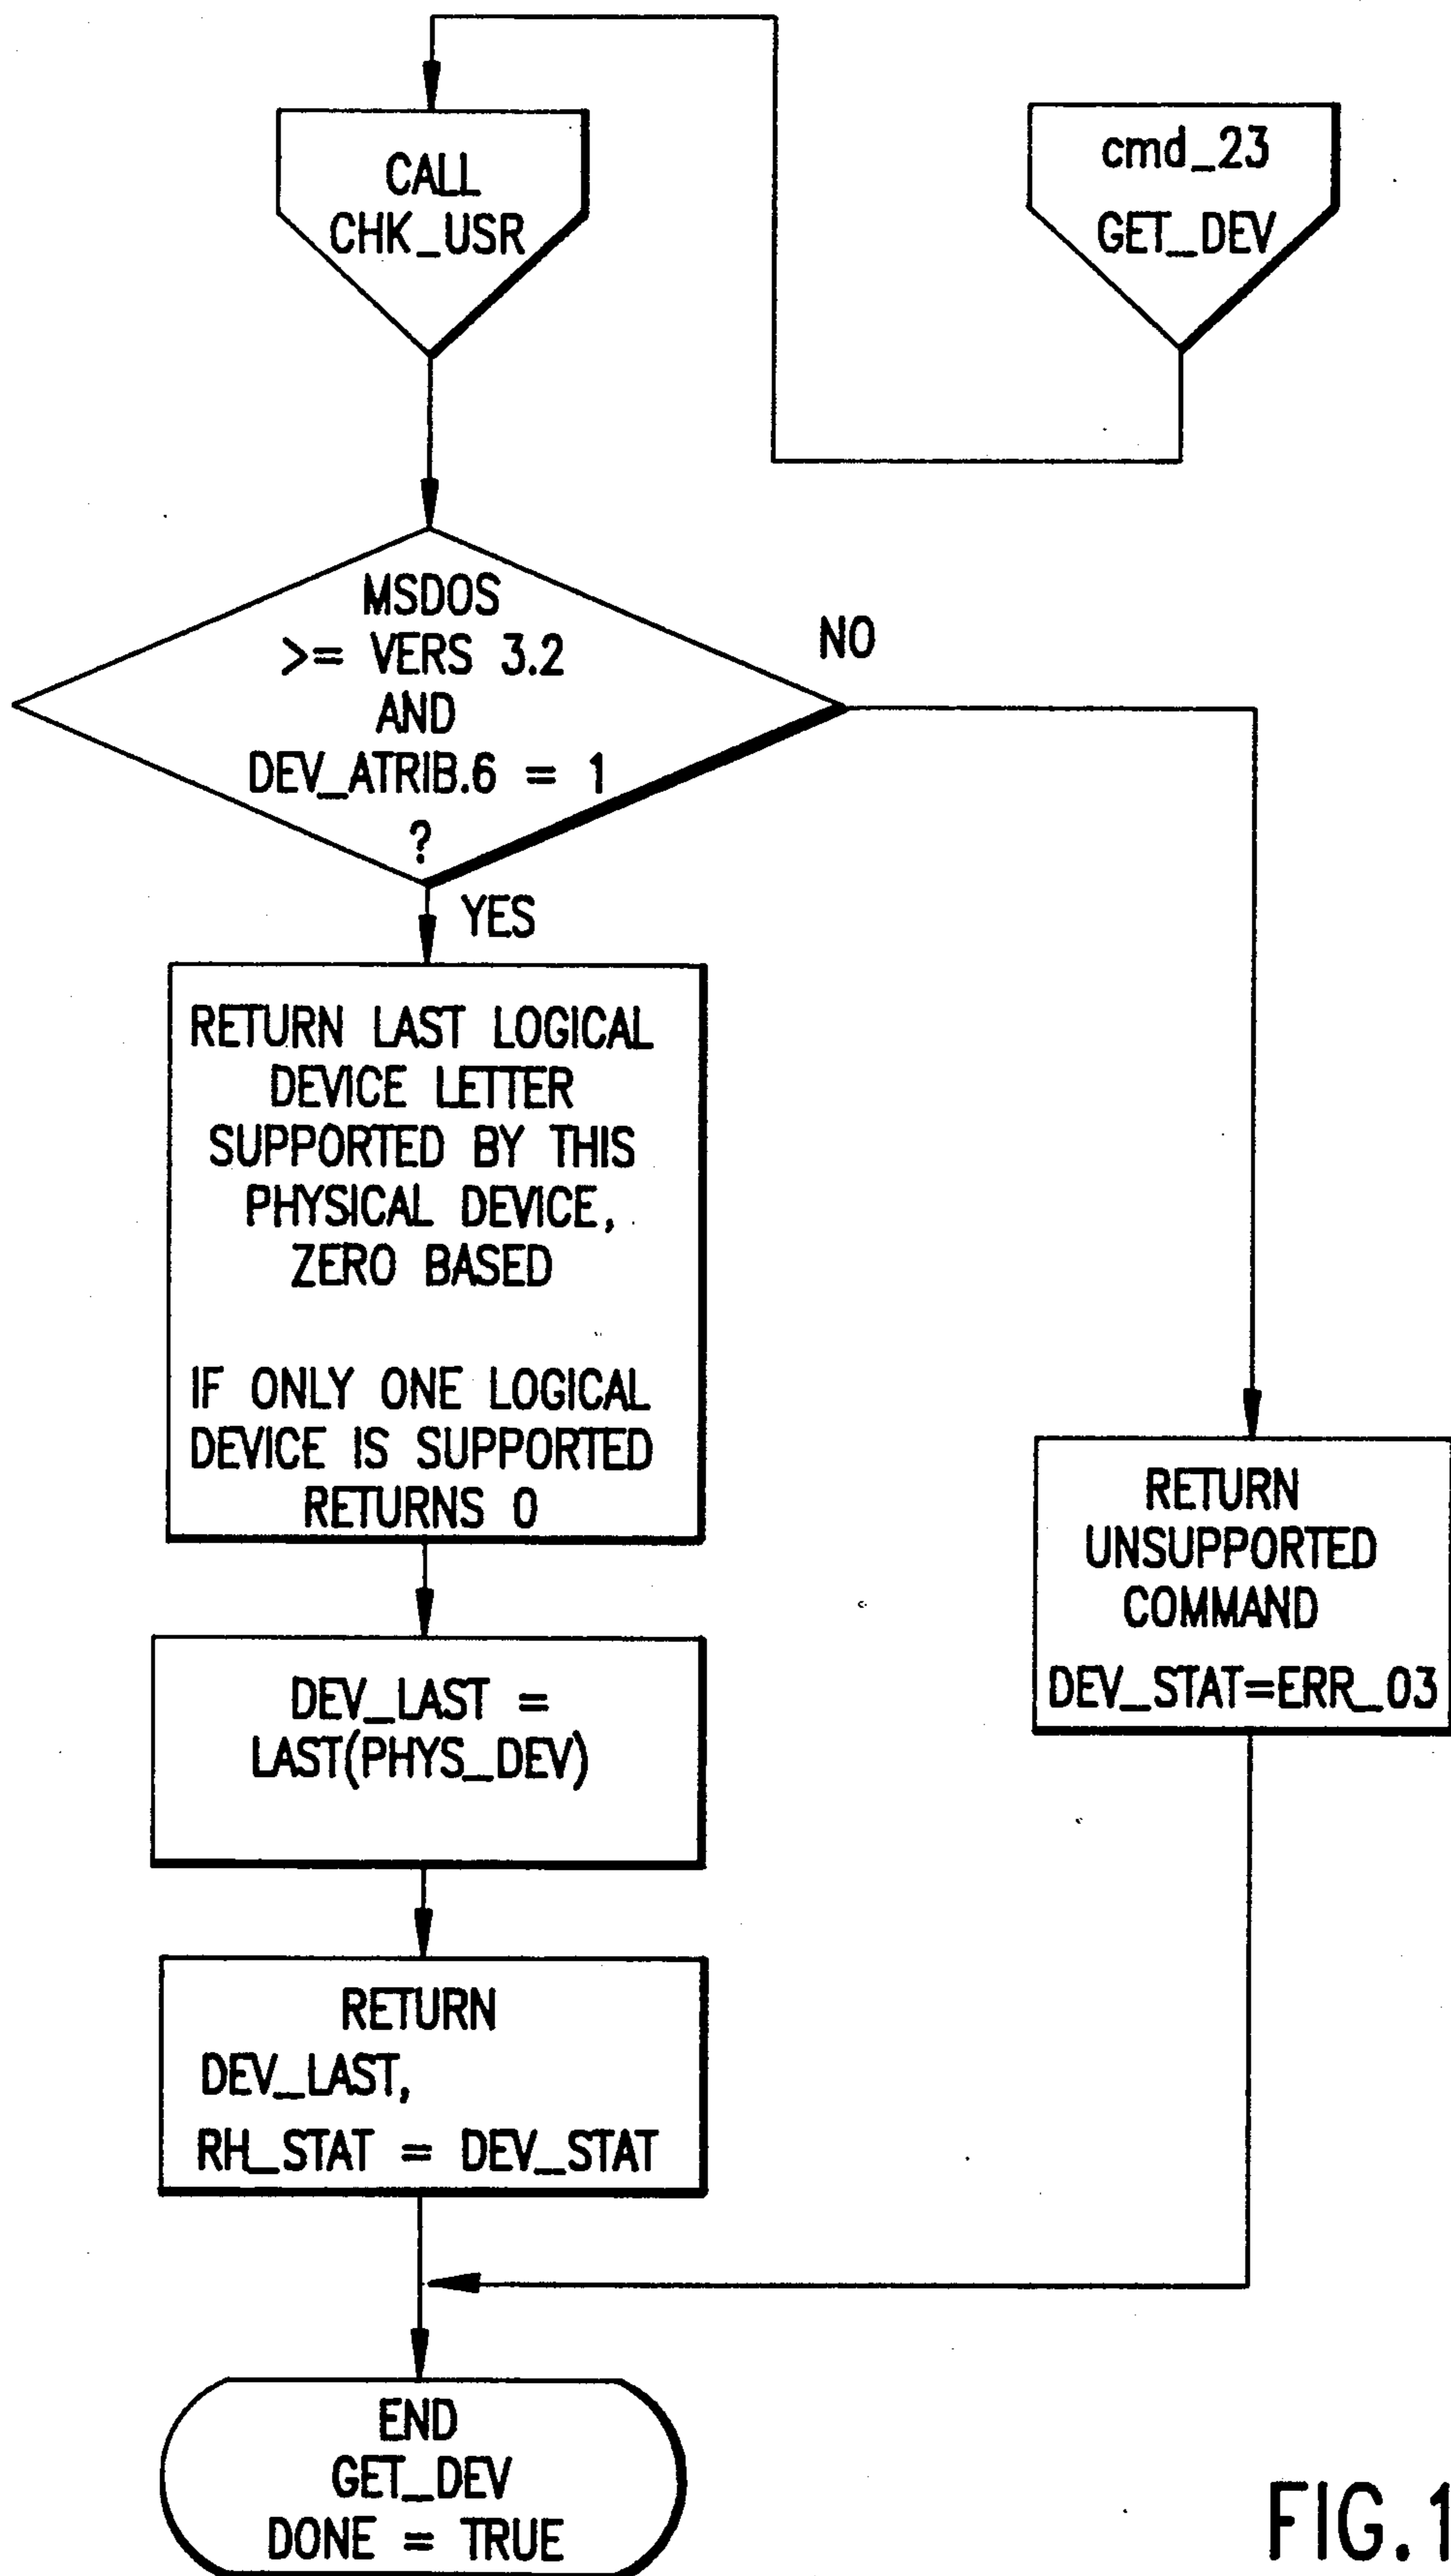 cmd_23
GET_DEV
CALL
CHK_USR
MSDOS
>= VERS 3.2
AND
DEV_ATRIB.6 = 1
?
NO
YES
RETURN LAST LOGICAL
DEVICE LETTER
SUPPORTED BY THIS
PHYSICAL DEVICE,
ZERO BASED
IF ONLY ONE LOGICAL
DEVICE IS SUPPORTED
RETURNS 0
RETURN
UNSUPPORTED
COMMAND
DEV_STAT=ERR_03
DEV_LAST =
LAST(PHYS_DEV)
RETURN
DEV_LAST,
RH_STAT = DEV_STAT
END
GET_DEV
DONE = TRUE
FIG.1